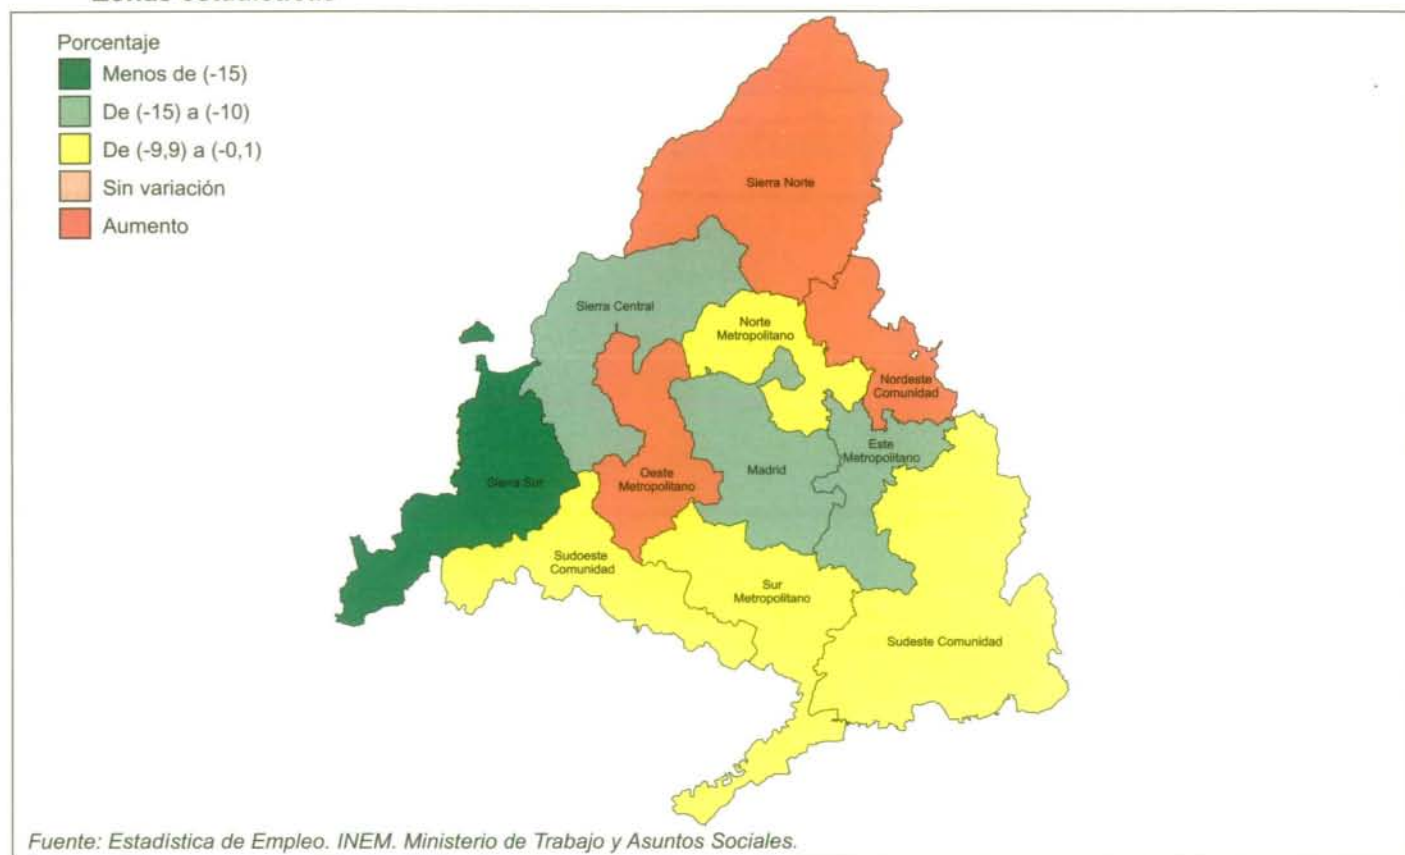 Porcentaje
Menos de (-15)
De (-15) a (-10)
De (-9,9) a (-0,1)
Sin variación
Aumento
Sierra Norte
Sierra Central
Norte
Metropolitano
Nordeste
Comunidad
Este
Metropolitano
Madrid
Oeste
Metropolitano
Sierra Sur
Sudoeste
Comunidad
Sur
Metropolitano
Sudeste Comunidad
Fuente: Estadística de Empleo. INEM. Ministerio de Trabajo y Asuntos Sociales.